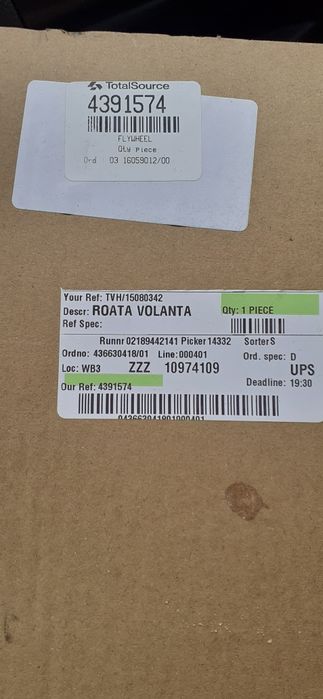 TotalSource
4391574
FLYWHEEL
Qty Piece
Ord : 03 16059012/00
Your Ref: TVH/15080342
Descr: ROATA VOLANTA
Qty: 1 PIECE
Ref Spec:
Runnr 02189442141 Picker 14332 Sorter S
Ordno: 436630418/01 Line: 000401 Ord. spec: D
Loc: WB3 ZZZ 10974109 UPS
Our Ref: 4391574 Deadline: 19:30
043663041801000401